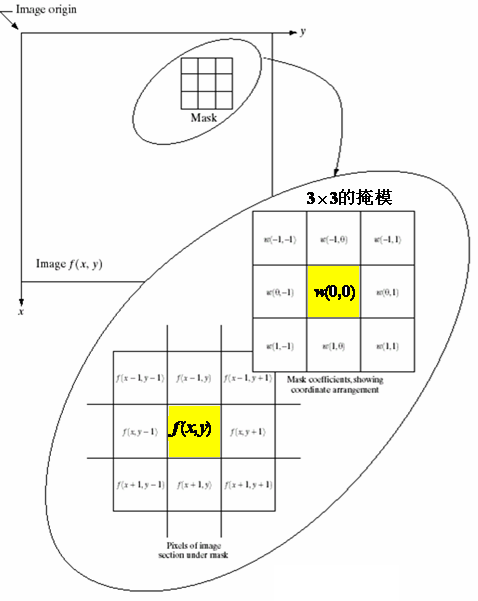 Image origin
y
Mask
3×3的掩模
w(−1,−1) w(−1,0) w(−1,1)
Image f(x, y)
w(0,−1) w(0,0) w(0,1)
x
w(1,−1) w(1,0) w(1,1)
Mask coefficients, showing
coordinate arrangement
f(x−1,y−1) f(x−1,y) f(x−1,y+1)
f(x,y−1) f(x,y) f(x,y+1)
f(x+1,y−1) f(x+1,y) f(x+1,y+1)
Pixels of image
section under mask